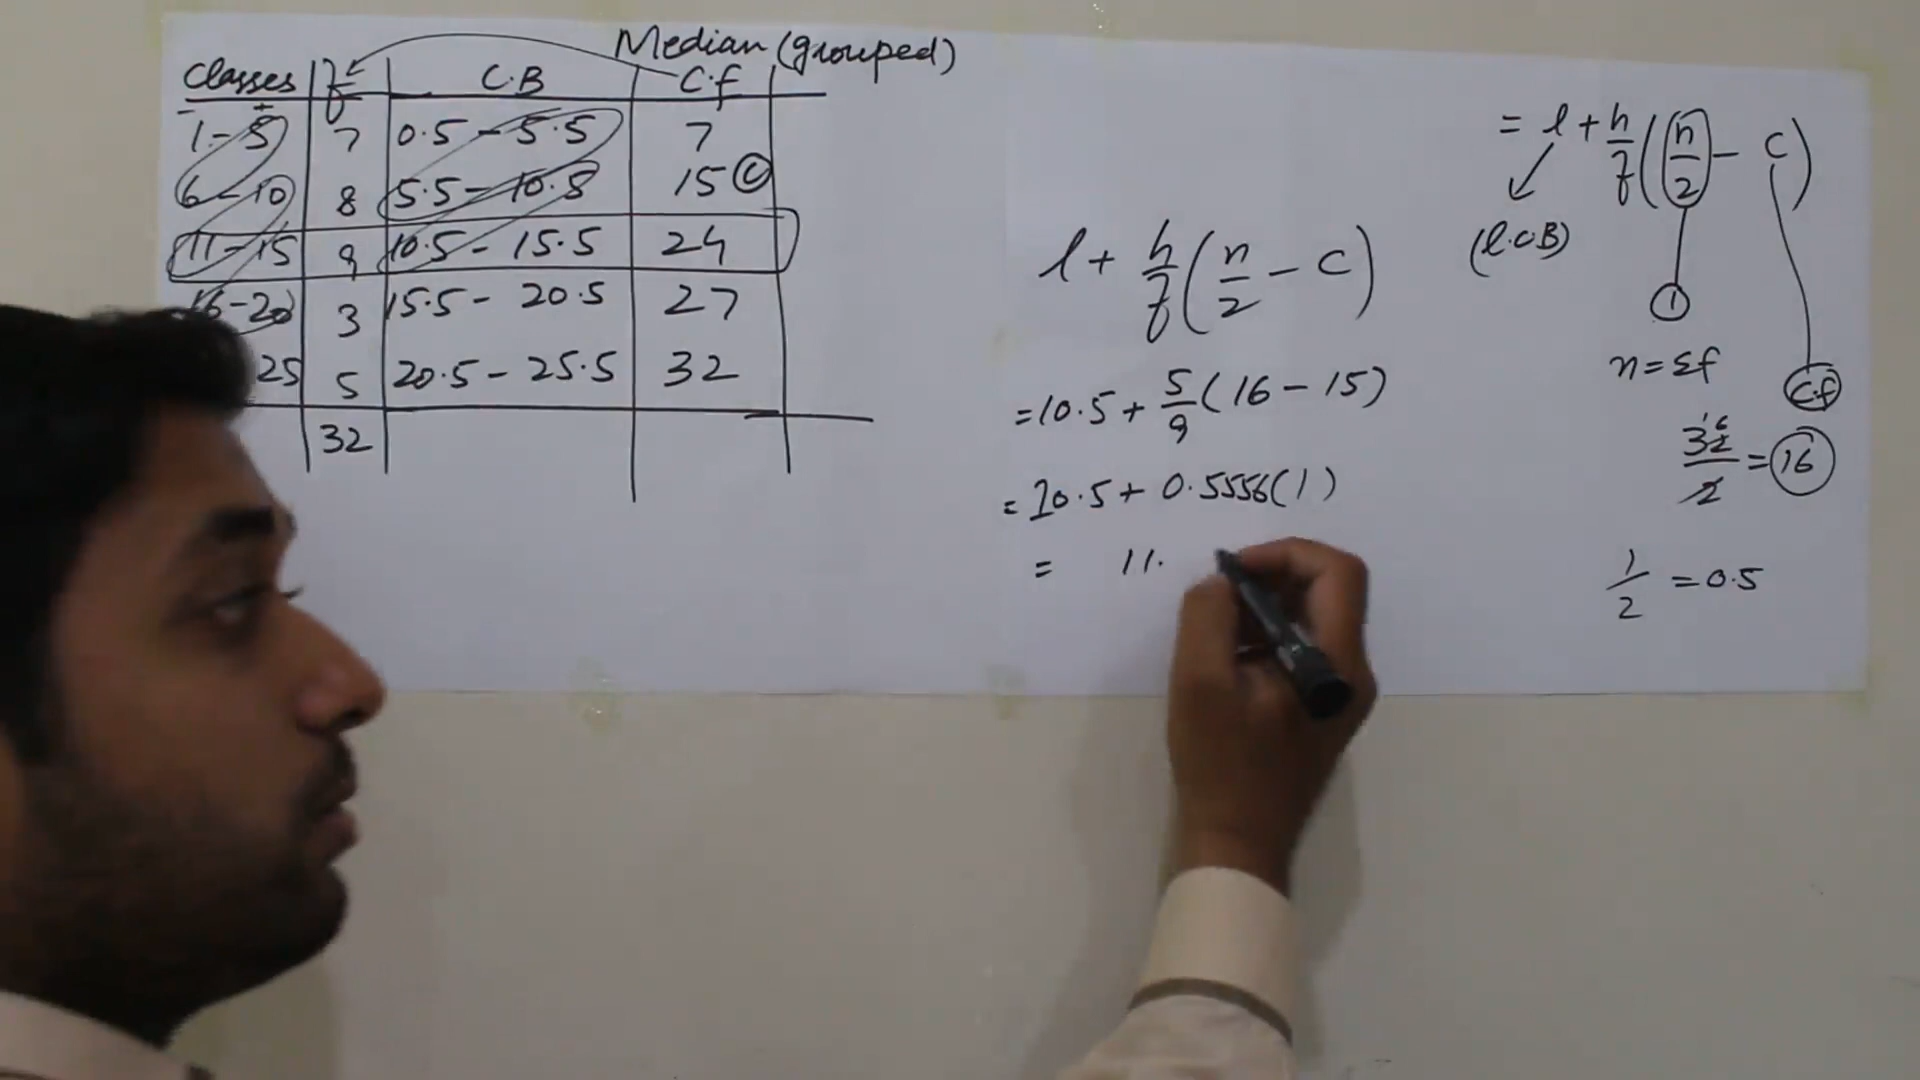 Median (grouped)
Classes f C.B C.f
1-5 7 0.5-5.5 7
6-10 8 5.5-10.5 15 C
11-15 9 10.5-15.5 24
16-20 3 15.5-20.5 27
25 5 20.5-25.5 32
32
l + h/f (n/2 - C)
=10.5 + 5/9 (16-15)
=10.5 + 0.5556(1)
= 11.
= l + h/f (n/2 - C)
(l.c.B)
1
n=Σf
C.f
32/2 = 16
16
1/2 = 0.5